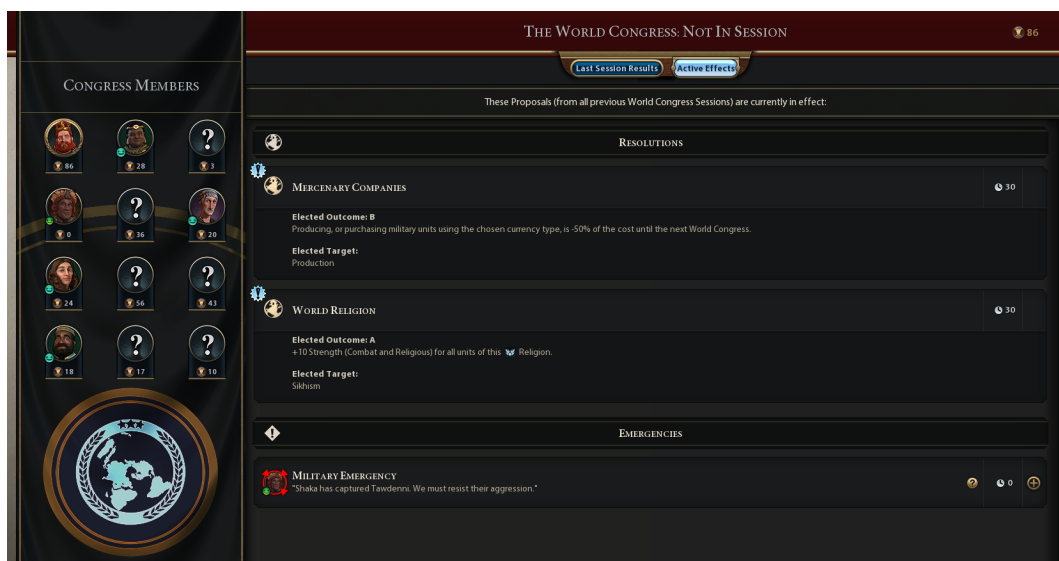 THE WORLD CONGRESS: NOT IN SESSION
86
Last Session Results
Active Effects
CONGRESS MEMBERS
These Proposals (from all previous World Congress Sessions) are currently in effect:
86
28
3
0
36
20
24
56
43
18
17
10
RESOLUTIONS
MERCENARY COMPANIES
30
Elected Outcome: B
Producing, or purchasing military units using the chosen currency type, is -50% of the cost until the next World Congress.
Elected Target:
Production
WORLD RELIGION
30
Elected Outcome: A
+10 Strength (Combat and Religious) for all units of this Religion.
Elected Target:
Sikhism
EMERGENCIES
MILITARY EMERGENCY
"Shaka has captured Tawdenni. We must resist their aggression."
0